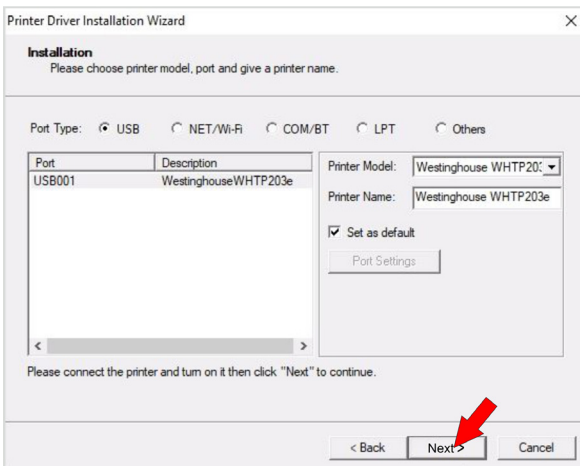 Printer Driver Installation Wizard
Installation
Please choose printer model, port and give a printer name.
Port Type: USB NET/Wi-Fi COM/BT LPT Others
Port Description
USB001 WestinghouseWHTP203e
Printer Model: Westinghouse WHTP20
Printer Name: Westinghouse WHTP203e
Set as default
Port Settings
Please connect the printer and turn on it then click "Next" to continue.
< Back Next > Cancel